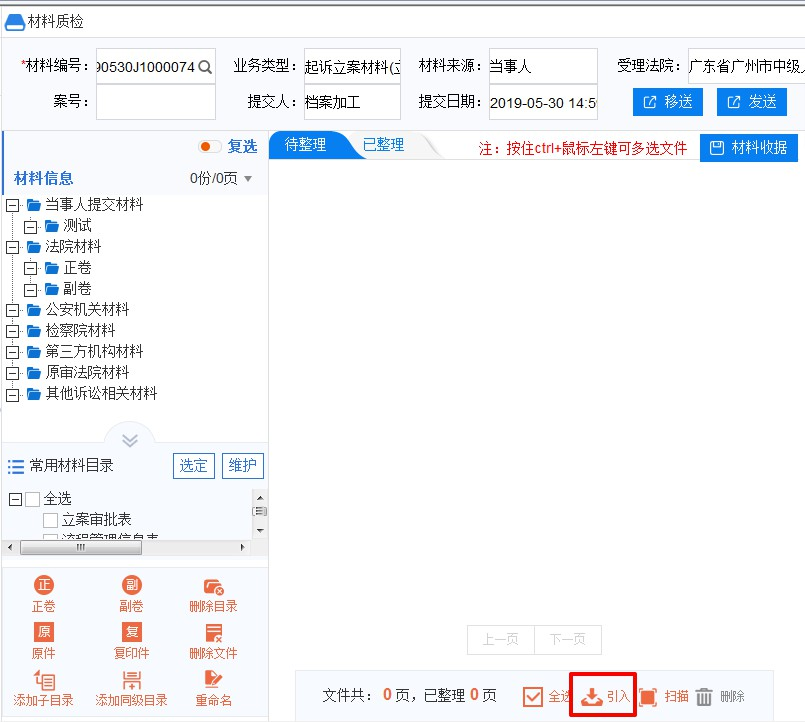 材料质检
*材料编号： 90530J1000074 业务类型： 起诉立案材料(立 材料来源： 当事人 受理法院： 广东省广州市中级人
案号： 提交人： 档案加工 提交日期： 2019-05-30 14:59 移送 发送
复选 待整理 已整理 注：按住ctrl+鼠标左键可多选文件 材料收据
材料信息 0份/0页
当事人提交材料
测试
法院材料
正卷
副卷
公安机关材料
检察院材料
第三方机构材料
原审法院材料
其他诉讼相关材料
常用材料目录 选定 维护
全选
立案审批表
流程管理信息表
正 副
正卷 副卷 删除目录
原 复
原件 复印件 删除文件
添加子目录 添加同级目录 重命名
上一页 下一页
文件共： 0 页，已整理 0 页 全选 引入 扫描 删除